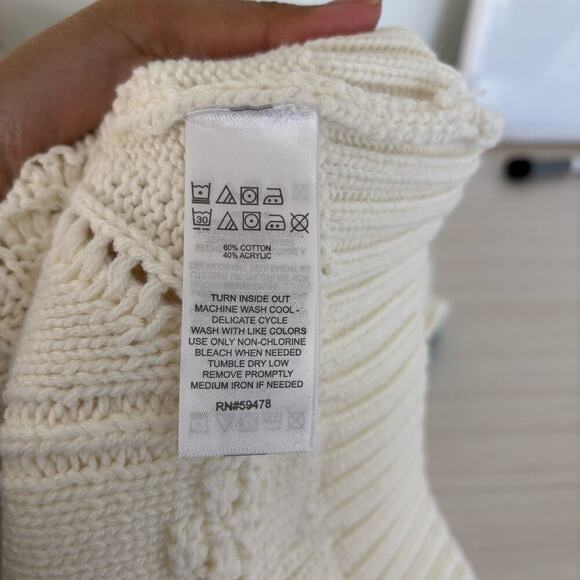 30
60% COTTON
40% ACRYLIC
TURN INSIDE OUT
MACHINE WASH COOL -
DELICATE CYCLE
WASH WITH LIKE COLORS
USE ONLY NON-CHLORINE
BLEACH WHEN NEEDED
TUMBLE DRY LOW
REMOVE PROMPTLY
MEDIUM IRON IF NEEDED
RN#59478